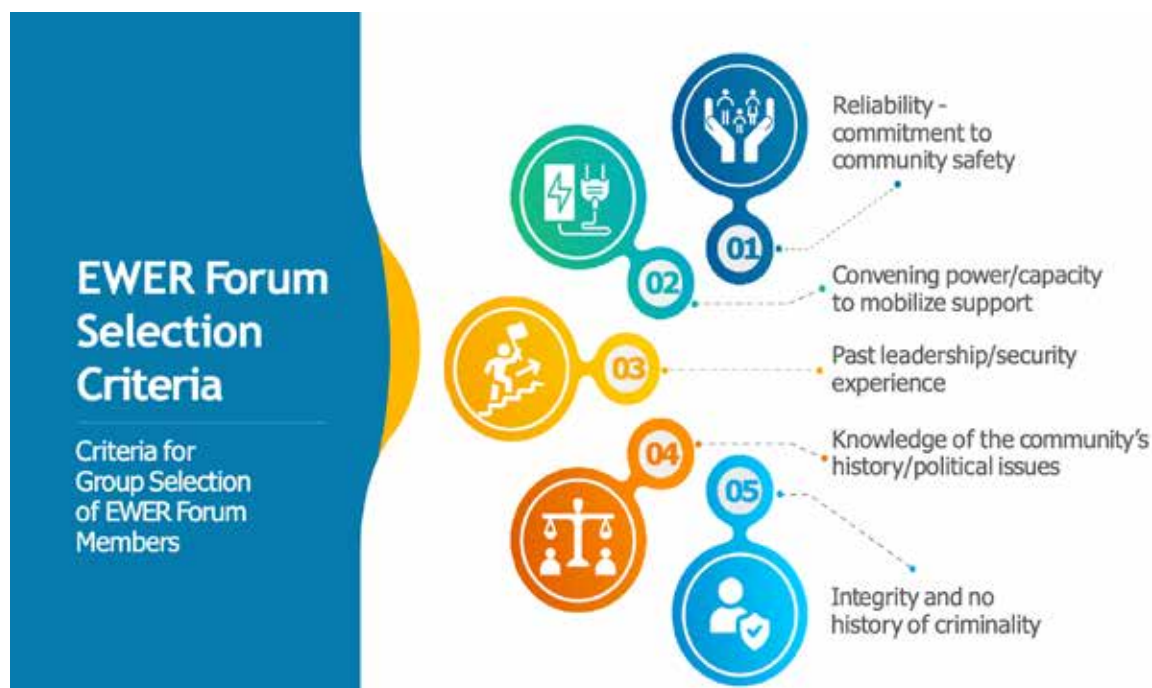 EWER Forum
Selection
Criteria
Criteria for
Group Selection
of EWER Forum
Members
01
Reliability -
commitment to
community safety
02
Convening power/capacity
to mobilize support
03
Past leadership/security
experience
04
Knowledge of the community's
history/political issues
05
Integrity and no
history of criminality